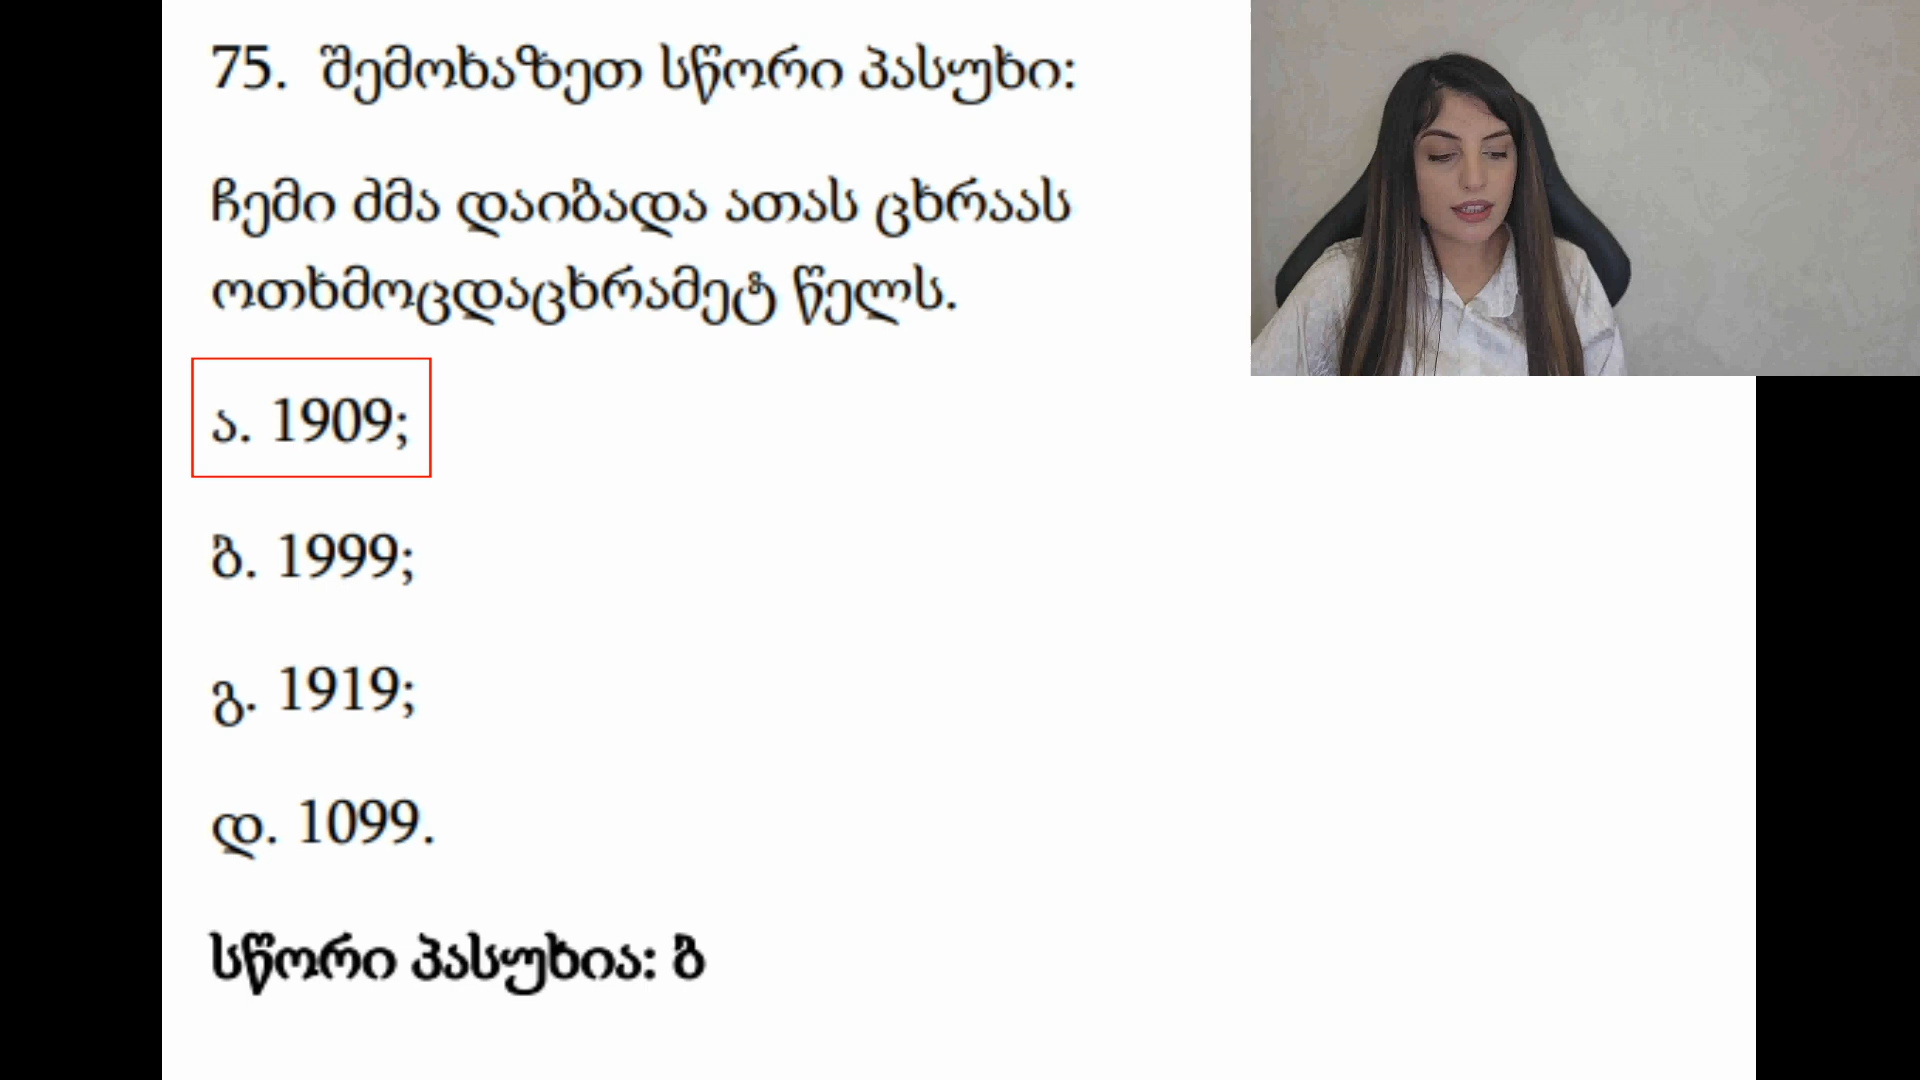 75. შემოხაზეთ სწორი პასუხი:
ჩემი ძმა დაიბადა ათას ცხრაას
ოთხმოცდაცხრამეტ წელს.
ა. 1909;
ბ. 1999;
გ. 1919;
დ. 1099.
სწორი პასუხია: ბ